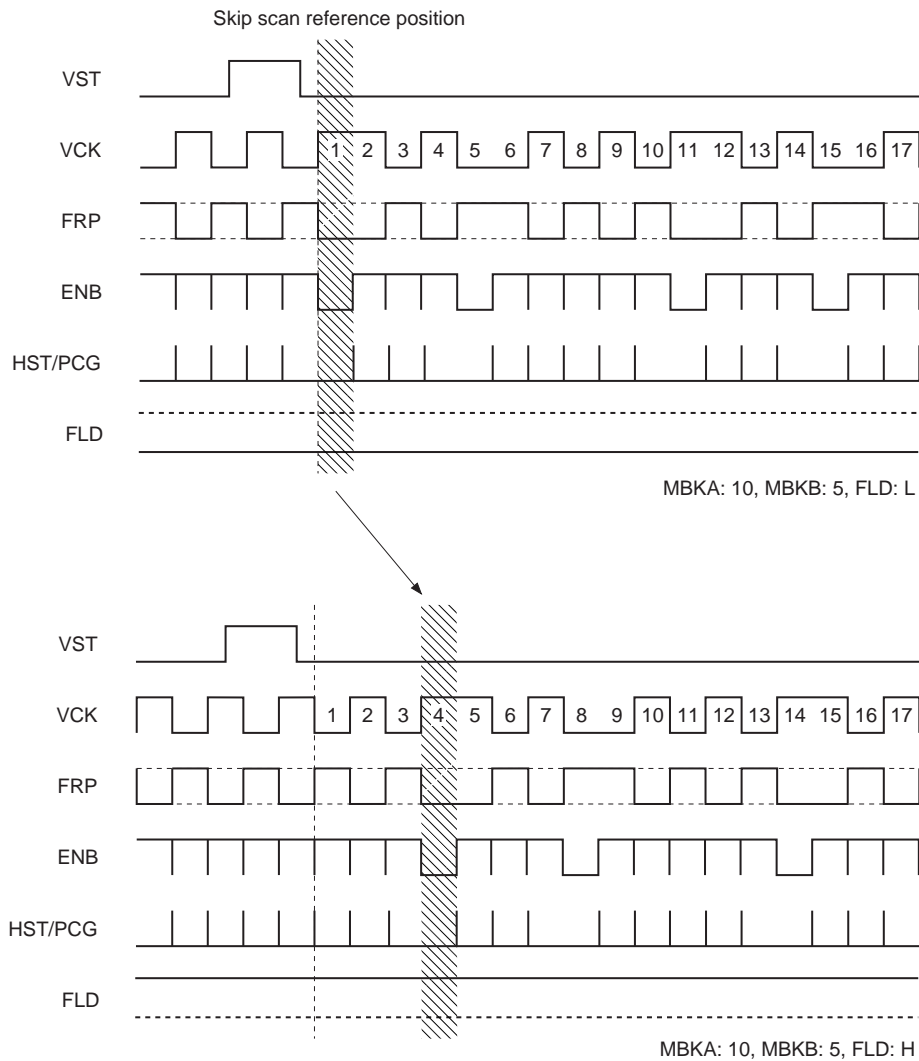 Skip scan reference position
VST
VCK 1 2 3 4 5 6 7 8 9 10 11 12 13 14 15 16 17
FRP
ENB
HST/PCG
FLD
MBKA: 10, MBKB: 5, FLD: L
VST
VCK 1 2 3 4 5 6 7 8 9 10 11 12 13 14 15 16 17
FRP
ENB
HST/PCG
FLD
MBKA: 10, MBKB: 5, FLD: H